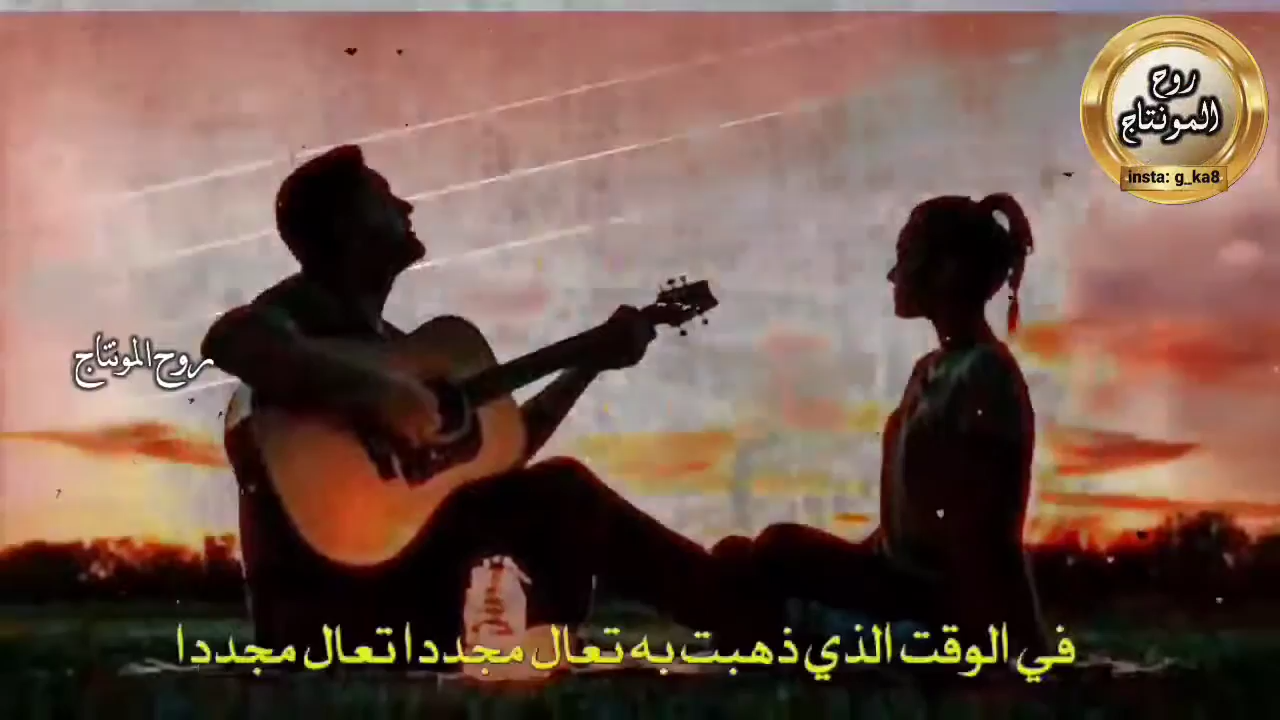 روح
المونتاج
insta: g_ka8
روح المونتاج
في الوقت الذي ذهبت به تعال مجددا تعال مجددا